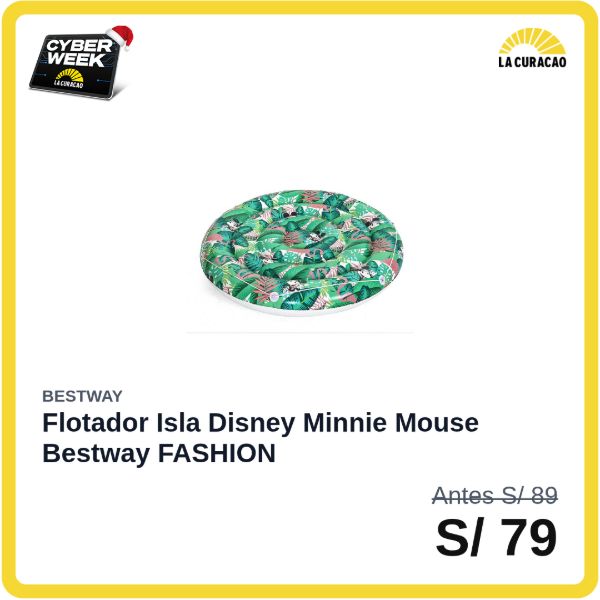 CYBER
WEEK
LA CURACAO
LA CURACAO
BESTWAY
Flotador Isla Disney Minnie Mouse
Bestway FASHION
Antes S/ 89
S/ 79